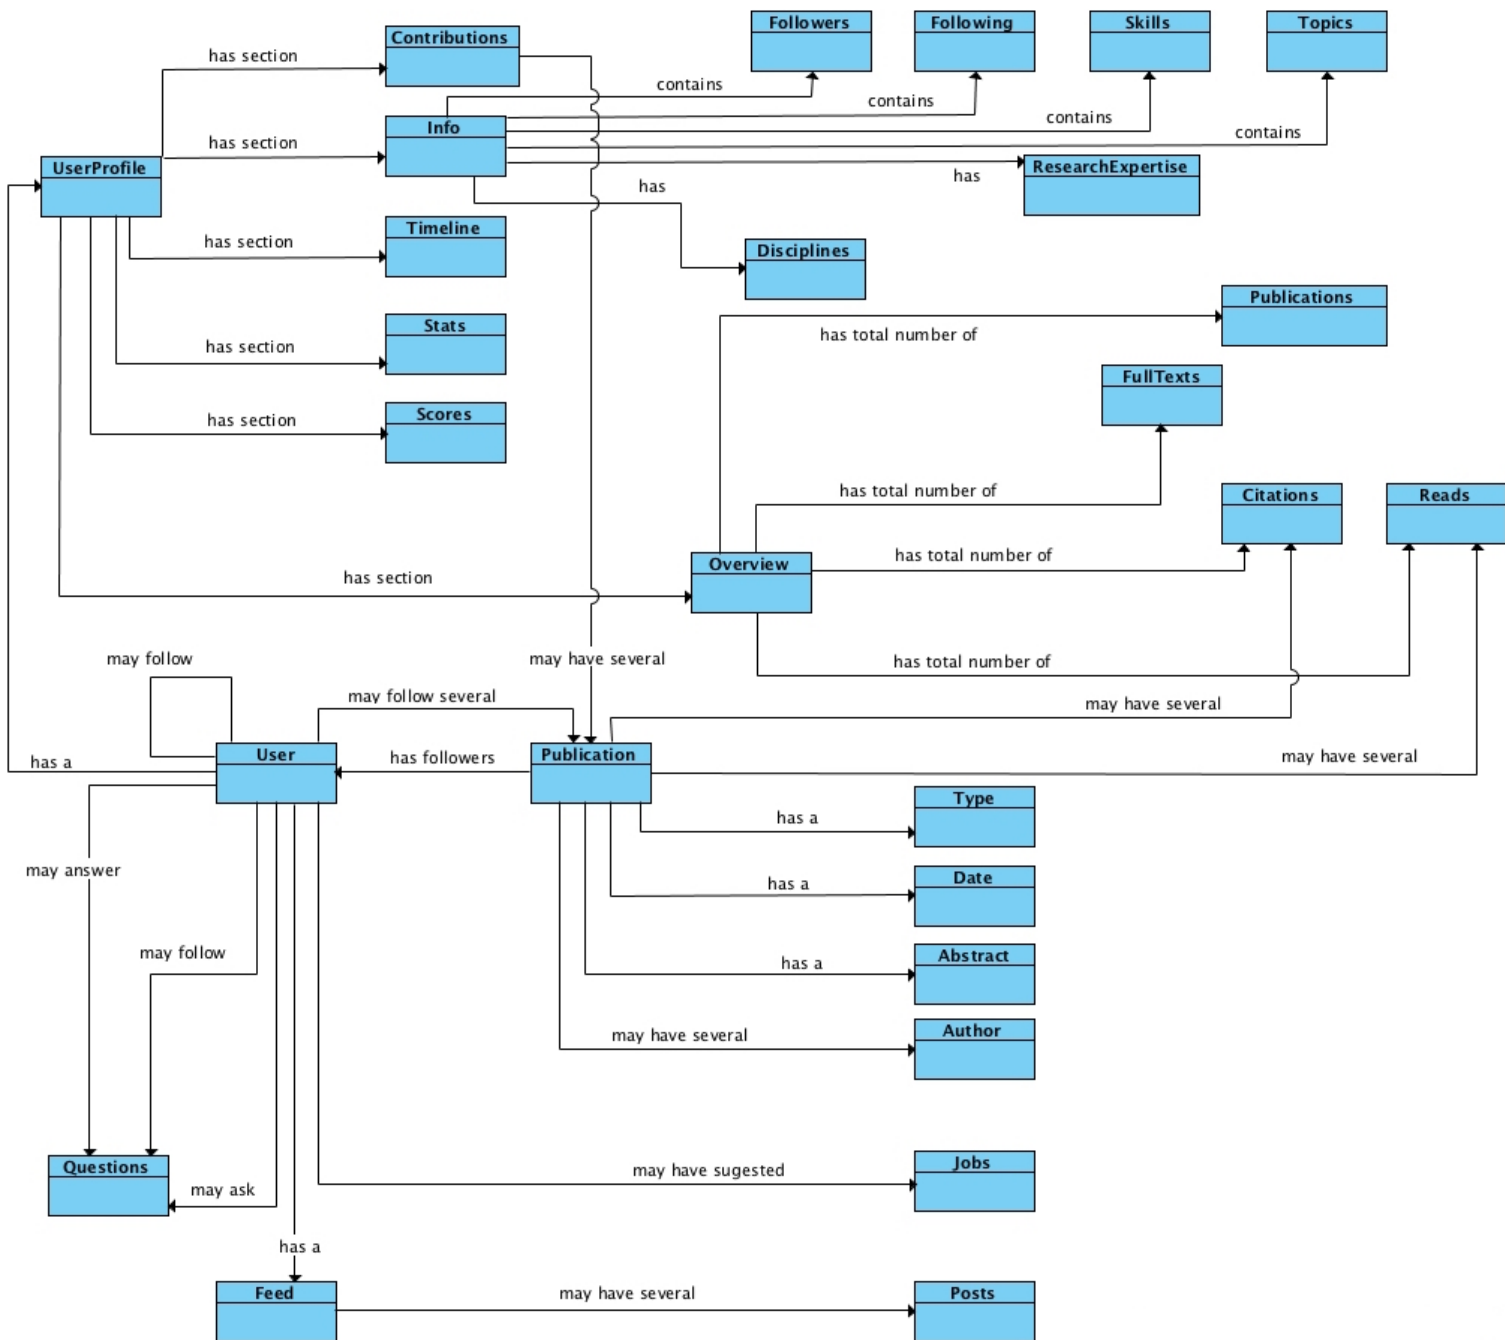 Followers
Following
Skills
Topics
Contributions
has section
contains
contains
contains
contains
Info
has section
UserProfile
ResearchExpertise
has
has
Timeline
has section
Disciplines
Publications
has total number of
Stats
has section
FullTexts
Scores
has section
has total number of
Citations
Reads
has total number of
Overview
has section
may follow
may have several
has total number of
may follow several
may have several
User
has followers
Publication
has a
may have several
Type
has a
may answer
Date
has a
may follow
Abstract
has a
Author
may have several
Questions
Jobs
may have sugested
may ask
has a
Feed
may have several
Posts